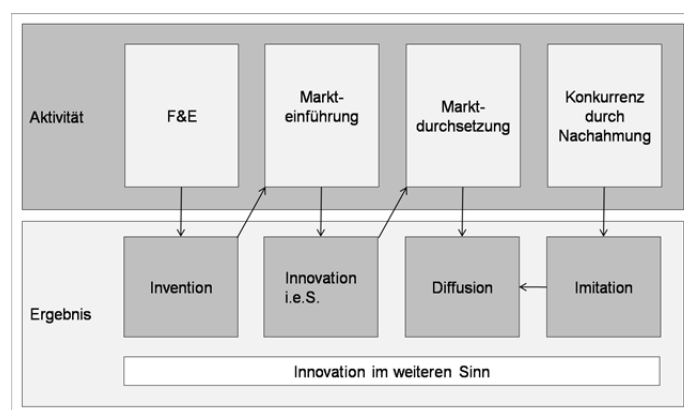 Aktivität
F&E
Markt-
einführung
Markt-
durchsetzung
Konkurrenz
durch
Nachahmung
Ergebnis
Invention
Innovation
i.e.S.
Diffusion
Imitation
Innovation im weiteren Sinn